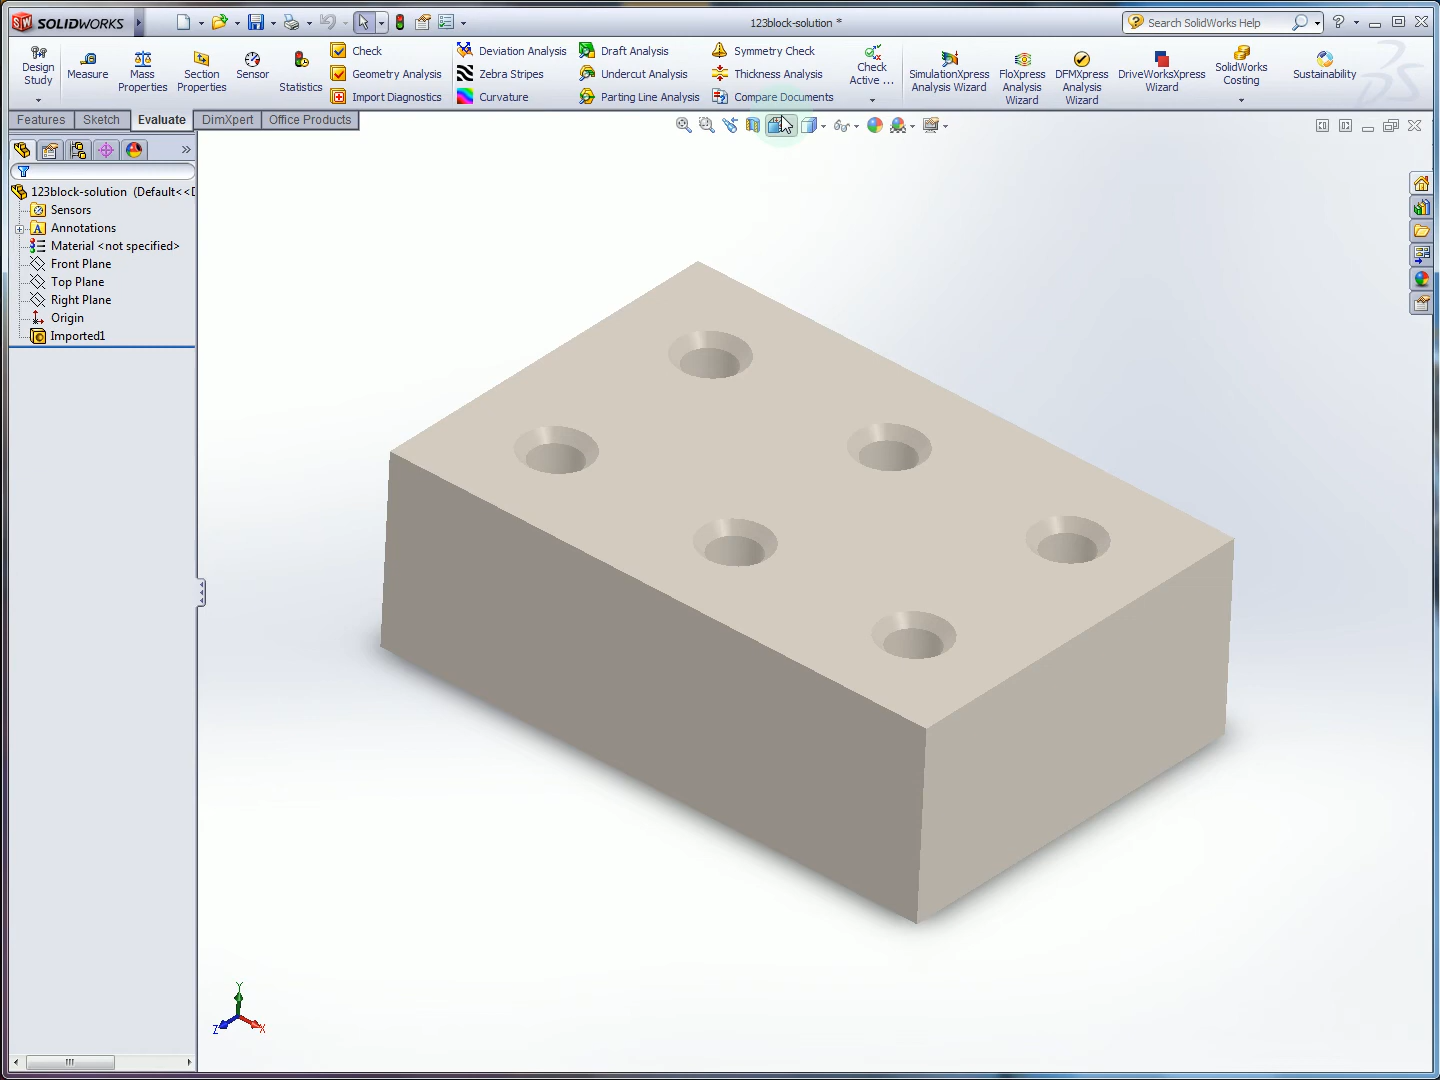 SW SOLIDWORKS
123block-solution *
Search SolidWorks Help
?
Design Study
Measure
Mass Properties
Section Properties
Sensor
Statistics
Check
Geometry Analysis
Import Diagnostics
Deviation Analysis
Zebra Stripes
Curvature
Draft Analysis
Undercut Analysis
Parting Line Analysis
Symmetry Check
Thickness Analysis
Compare Documents
Check Active ...
SimulationXpress Analysis Wizard
FloXpress Analysis Wizard
DFMXpress Analysis Wizard
DriveWorksXpress Wizard
SolidWorks Costing
Sustainability
Features
Sketch
Evaluate
DimXpert
Office Products
»
123block-solution (Default<<D
Sensors
A Annotations
Material <not specified>
Front Plane
Top Plane
Right Plane
Origin
Imported1
Y
Z
X